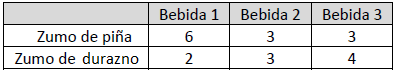 Bebida 1 Bebida 2 Bebida 3
Zumo de piña 6 3 3
Zumo de durazno 2 3 4